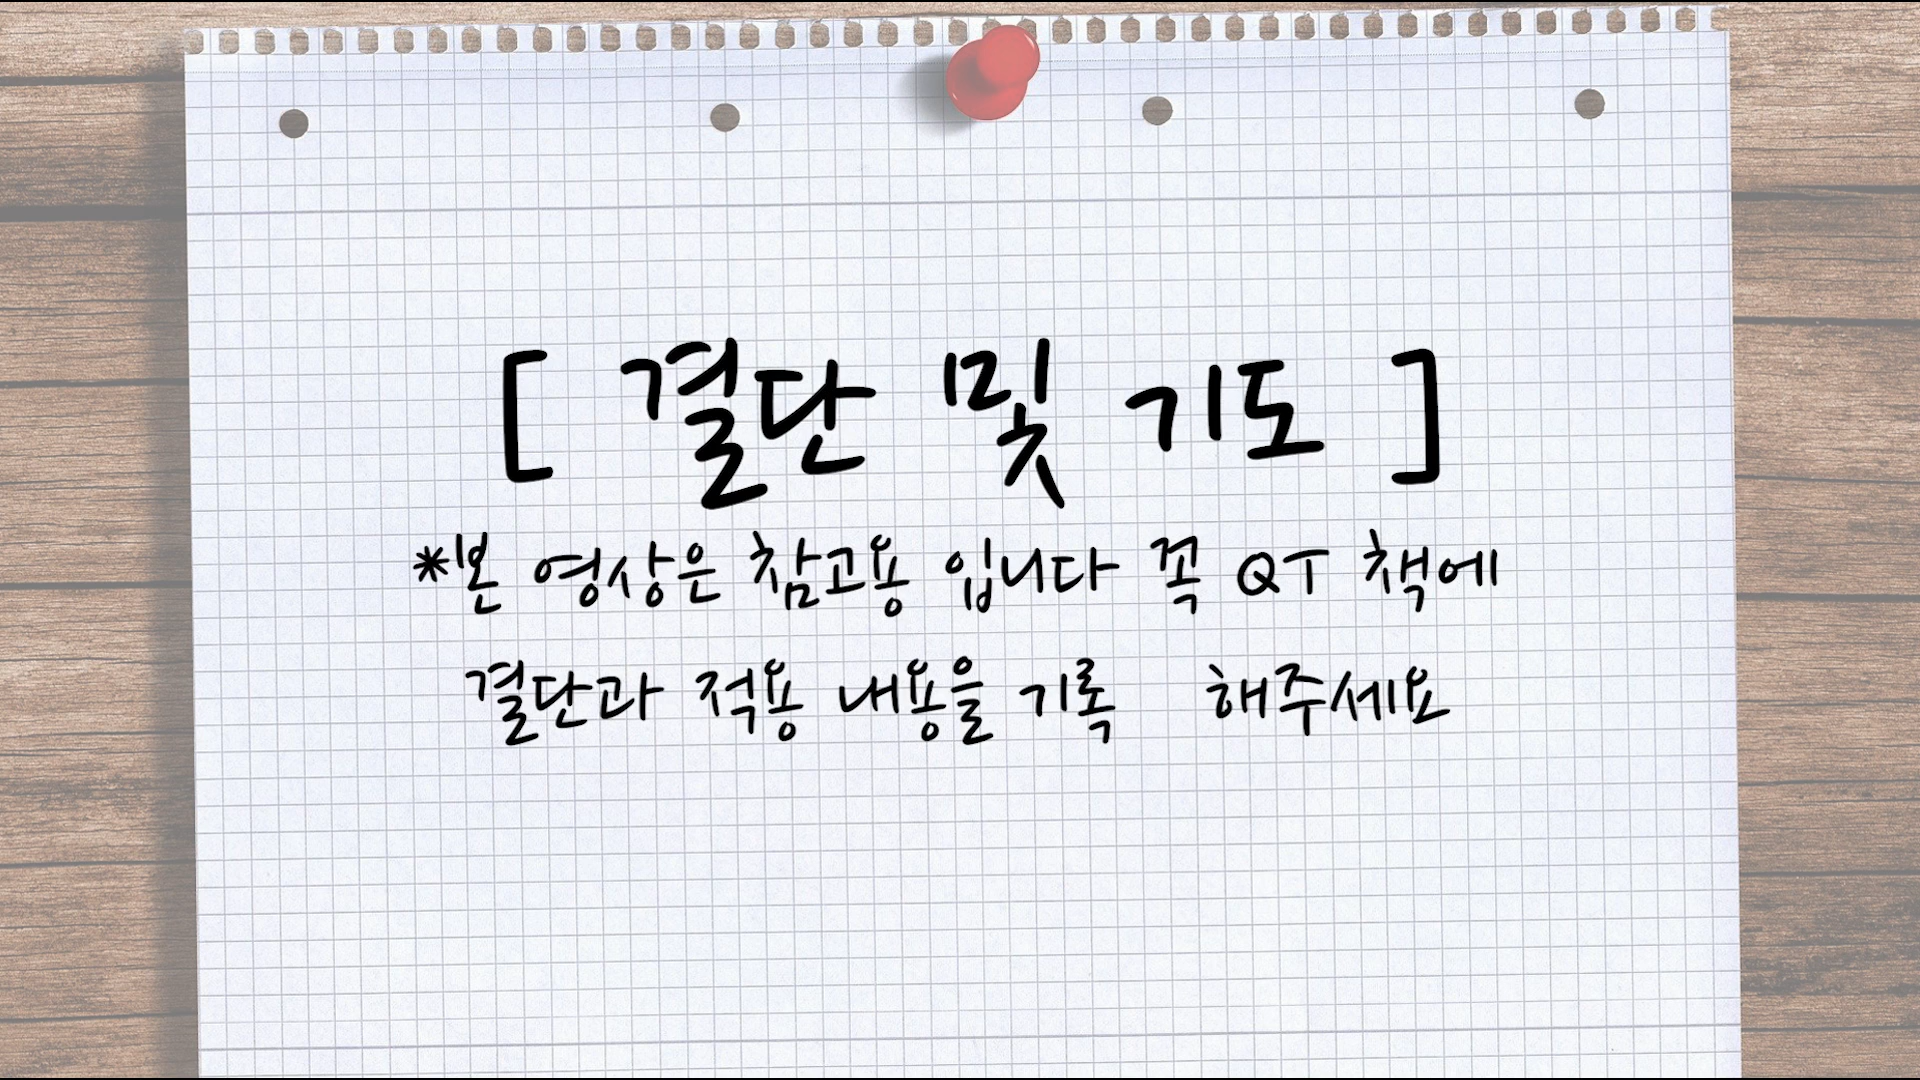 [ 결단 및 기도 ]
*본 영상은 참고용 입니다 꼭 QT 책에
결단과 적용 내용을 기록 해주세요